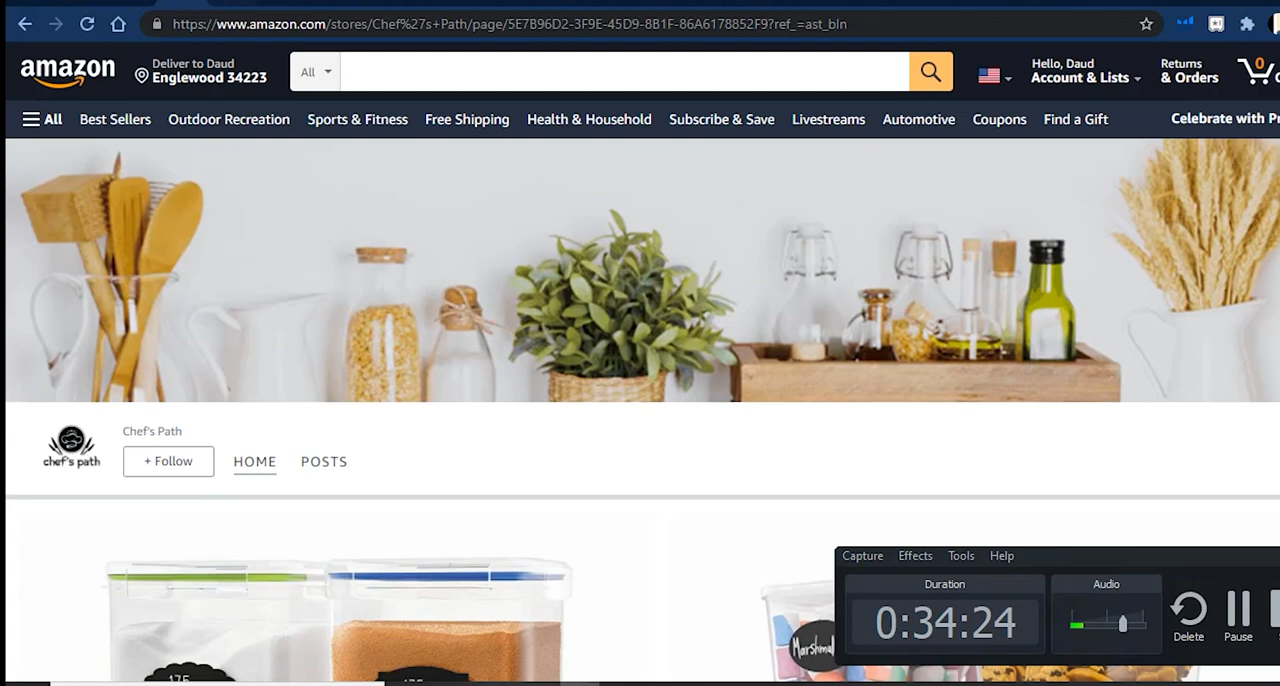 https://www.amazon.com/stores/Chef%27s+Path/page/5E7B96D2-3F9E-45D9-8B1F-86A6178852F9?ref_=ast_bln
amazon
Deliver to Daud
Englewood 34223
All
Hello, Daud
Account & Lists
Returns
& Orders
0
All
Best Sellers
Outdoor Recreation
Sports & Fitness
Free Shipping
Health & Household
Subscribe & Save
Livestreams
Automotive
Coupons
Find a Gift
Celebrate with Pr
chef's path
Chef's Path
+ Follow
HOME
POSTS
Capture
Effects
Tools
Help
Duration
Audio
0:34:24
Delete
Pause